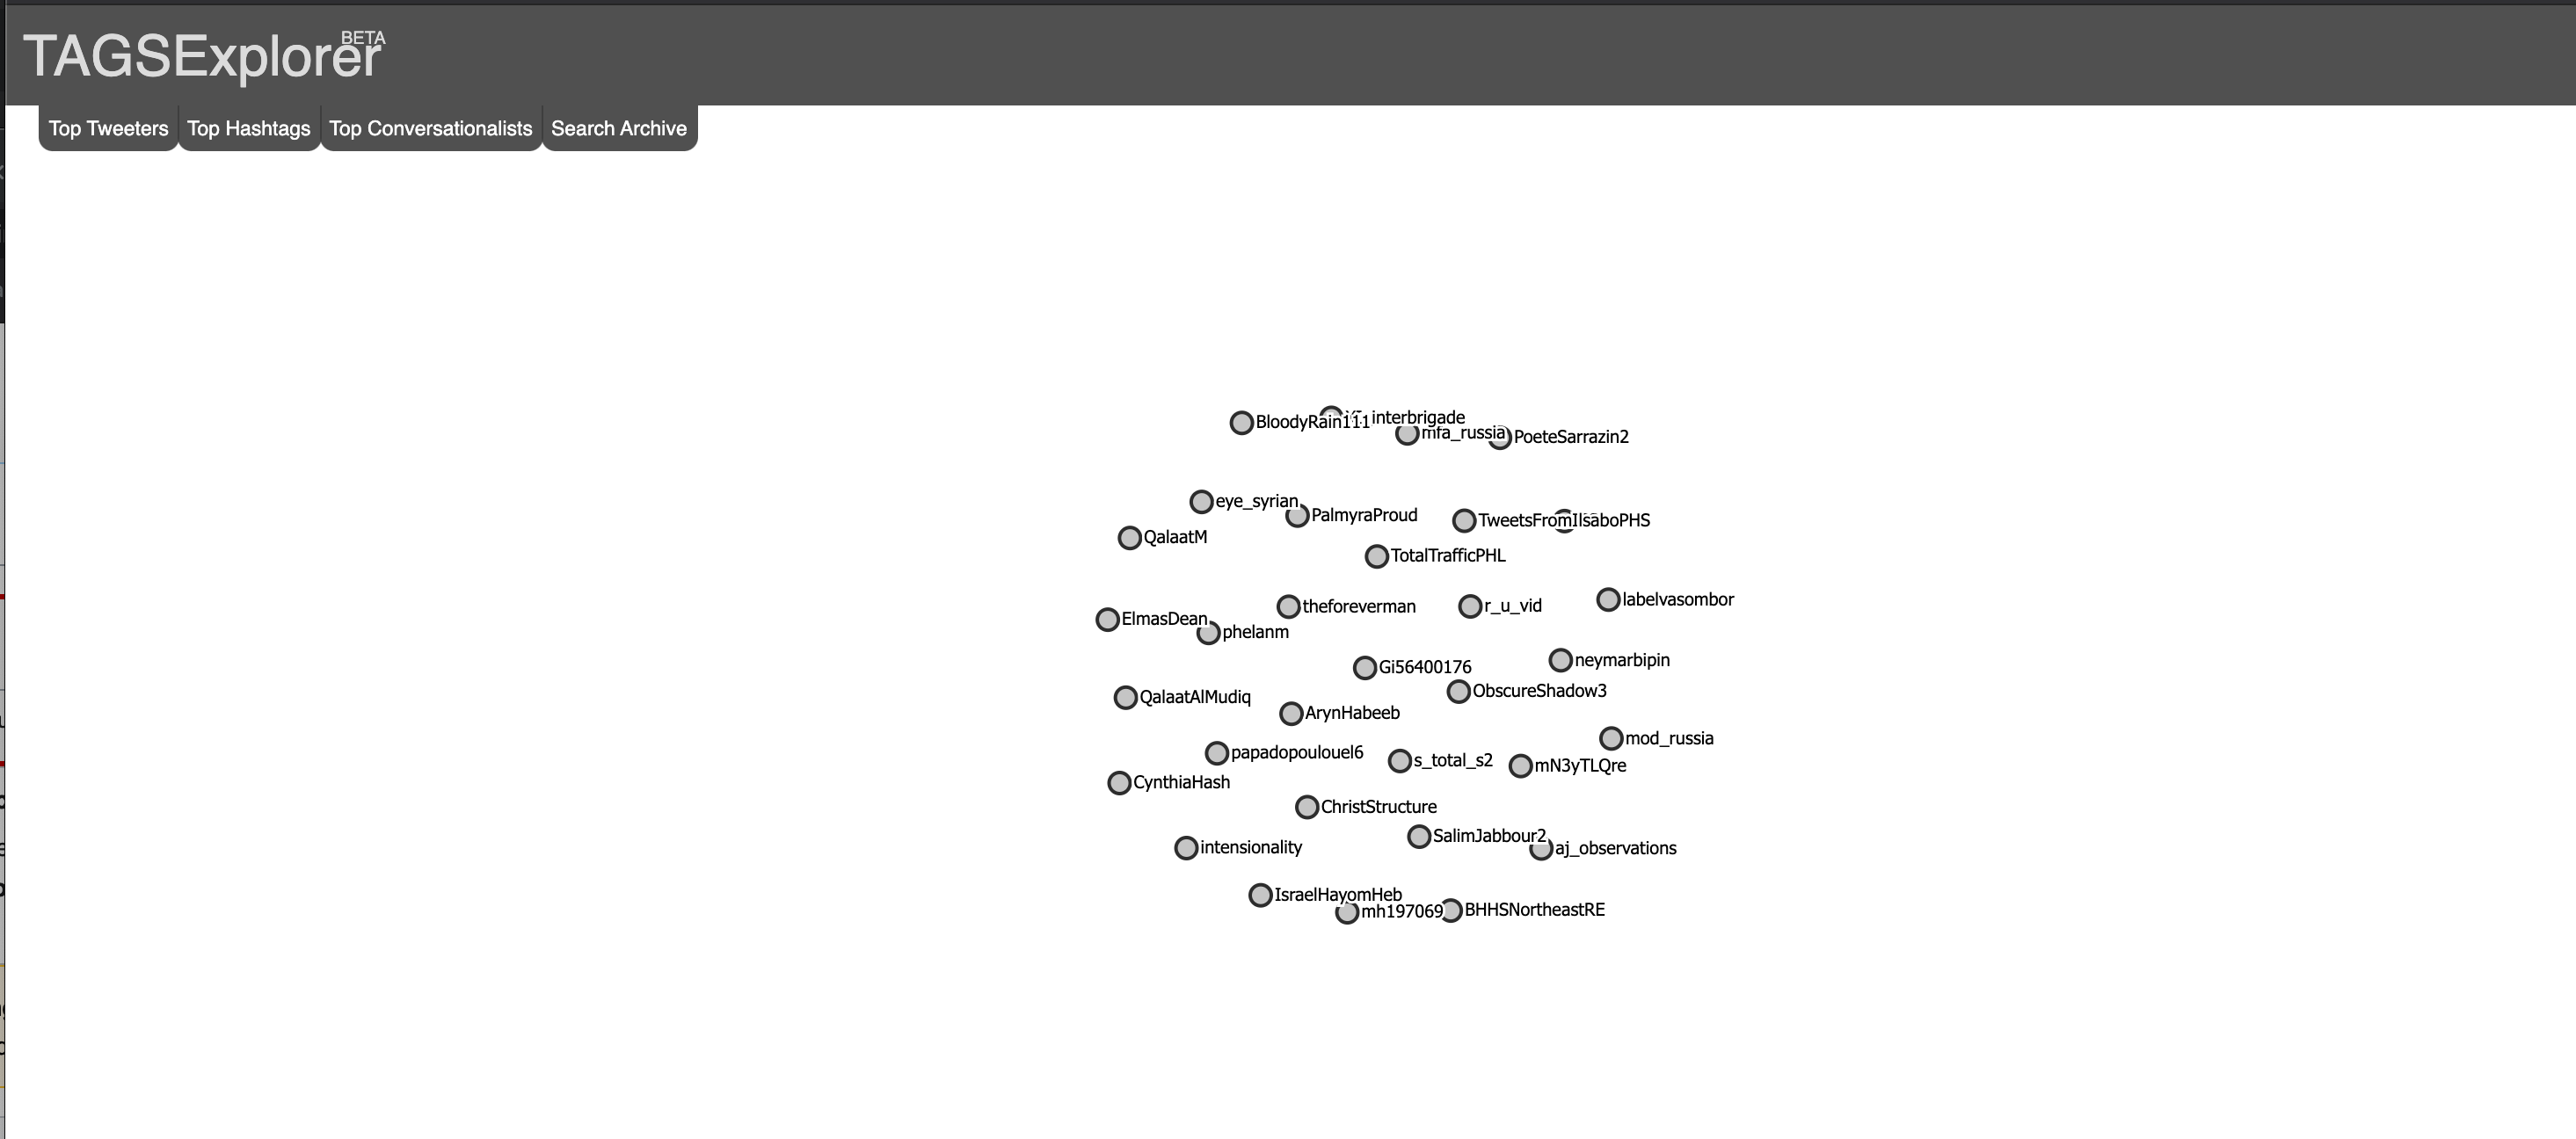 TAGSExplorer BETA
Top Tweeters
Top Hashtags
Top Conversationalists
Search Archive
BloodyRain111
interbrigade
mfa_russia
PoeteSarrazin2
eye_syrian
PalmyraProud
TweetsFromIl
QalaatM
TotalTrafficPHL
labelvasombor
theforeverman
r_u_vid
ElmasDean
phelanm
neymarbipin
Gi56400176
ObscureShadow3
QalaatAlMudiq
ArynHabeeb
mod_russia
papadopoulouel6
s_total_s2
mN3yTLQre
CynthiaHash
ChristStructure
SalimJabbour2
intensionality
aj_observations
IsraelHayomHeb
mh197069
BHHSNortheastRE